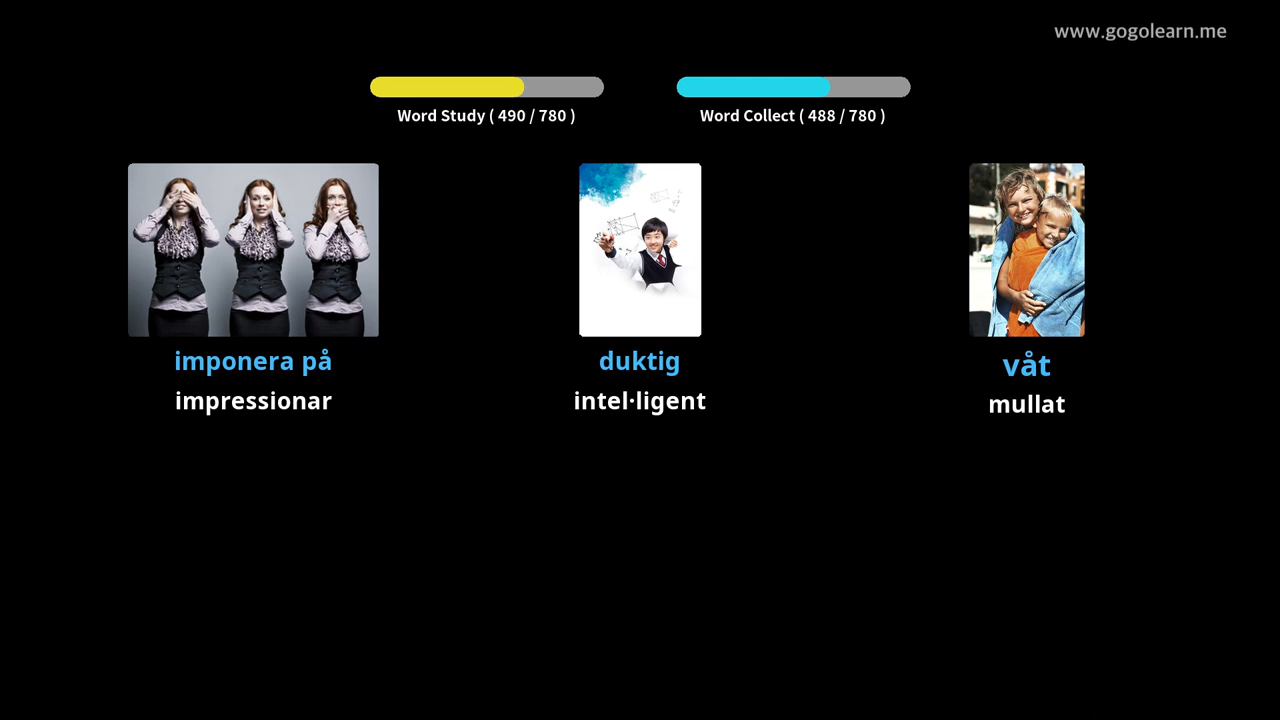 www.gogolearn.me
Word Study ( 490 / 780 )
Word Collect ( 488 / 780 )
imponera på
impressionar
duktig
intel·ligent
våt
mullat